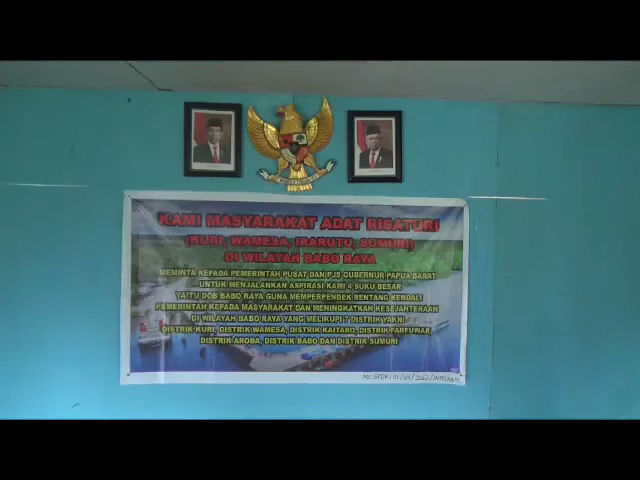 KAMI MASYARAKAT ADAT RISATURI
(KURI, WAMESA, IRARUTU, SUMURI)
DI WILAYAH BABO RAYA
MEMINTA KEPADA PEMERINTAH PUSAT DAN PJS GUBERNUR PAPUA BARAT
UNTUK MENJALANKAN ASPIRASI KAMI 4 SUKU BESAR
YAITU DOB BABO RAYA GUNA MEMPERPENDEK RENTANG KENDALI
PEMERINTAH KEPADA MASYARAKAT DAN MENINGKATKAN KESEJAHTERAAN
DI WILAYAH BABO RAYA YANG MELIKUPI 7 DISTRIK YAKNI
DISTRIK KURI, DISTRIK WAMESA, DISTRIK KAITARO, DISTRIK FARFUWAR,
DISTRIK AROBA, DISTRIK BABO DAN DISTRIK SUMURI